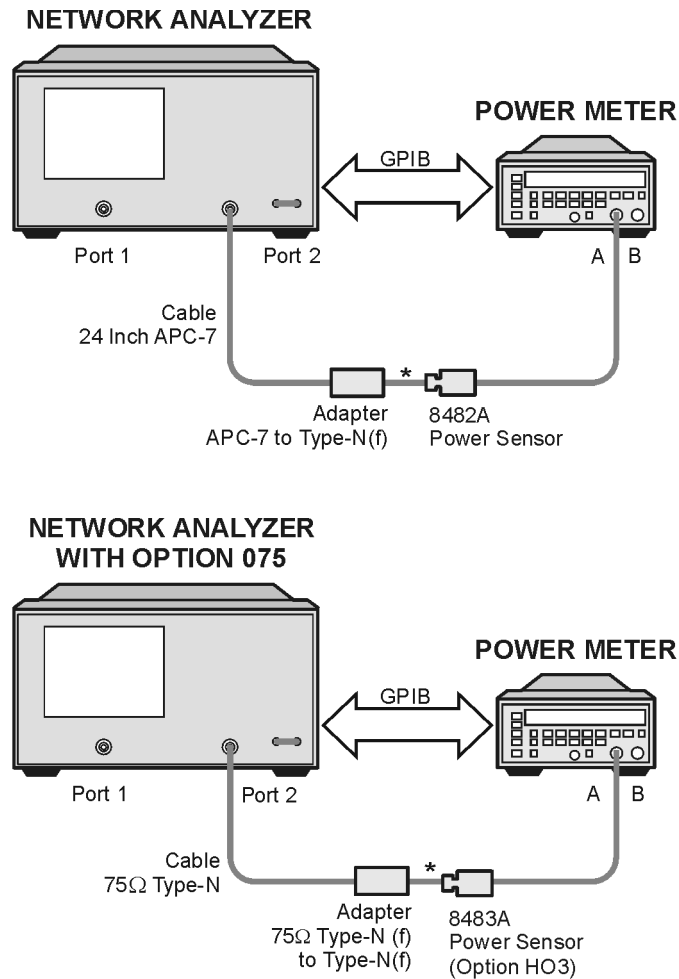 NETWORK ANALYZER
POWER METER
GPIB
Port 1
Port 2
A
B
Cable
24 Inch APC-7
*
Adapter
APC-7 to Type-N(f)
8482A
Power Sensor
NETWORK ANALYZER
WITH OPTION 075
POWER METER
GPIB
Port 1
Port 2
A
B
Cable
75Ω Type-N
*
Adapter
75Ω Type-N (f)
to Type-N(f)
8483A
Power Sensor
(Option HO3)